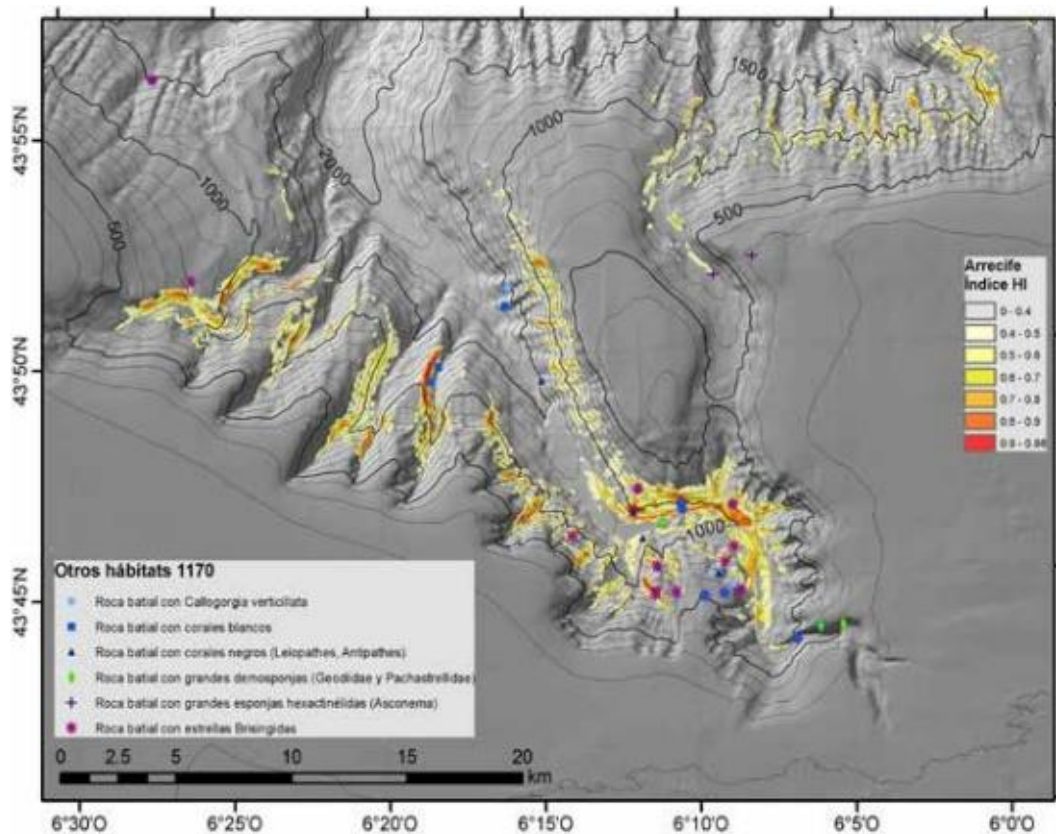 43°55'N
43°50'N
43°45'N
1500
1000
2000
1000
500
500
1000
Arrecife
Índice HI
0 - 0.4
0.4 - 0.5
0.5 - 0.6
0.6 - 0.7
0.7 - 0.8
0.8 - 0.9
0.9 - 0.96
Otros hábitats 1170
Roca batial con Callogorgia verticillata
Roca batial con corales blancos
Roca batial con corales negros (Leiopathes, Antipathes)
Roca batial con grandes demosponjas (Geodiidae y Pachastrellidae)
Roca batial con grandes esponjas hexactinélidas (Asconema)
Roca batial con estrellas Brisingidas
0 2.5 5 10 15 20
km
6°30'O 6°25'O 6°20'O 6°15'O 6°10'O 6°5'O 6°0'O